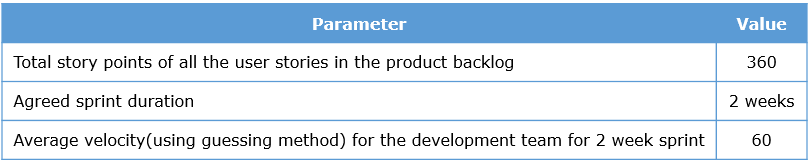 Parameter Value
Total story points of all the user stories in the product backlog 360
Agreed sprint duration 2 weeks
Average velocity(using guessing method) for the development team for 2 week sprint 60